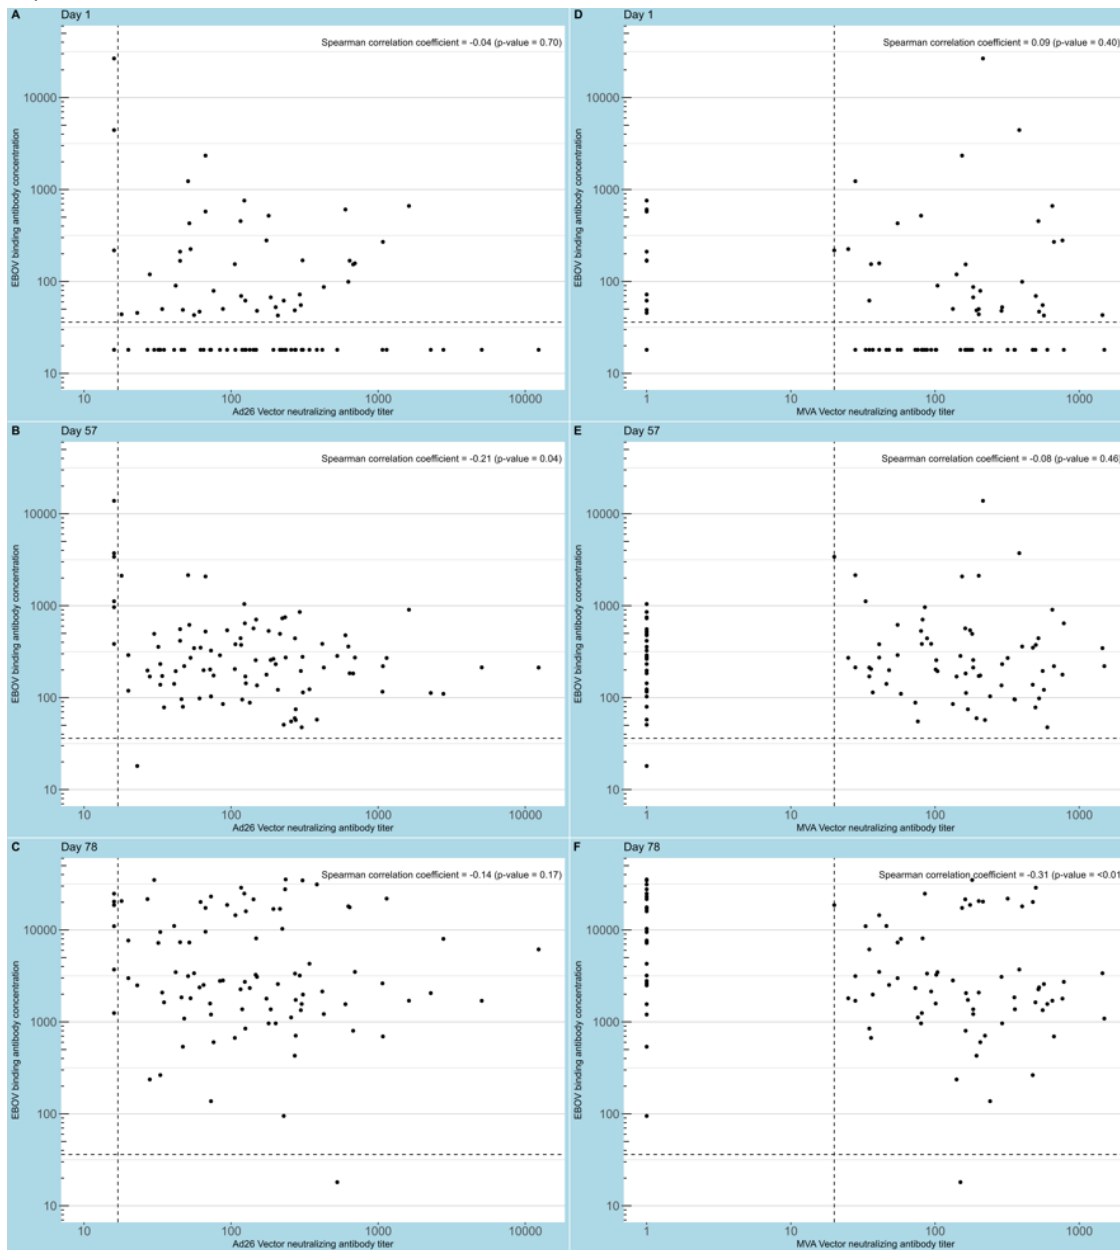 A Day 1
Spearman correlation coefficient = -0.04 (p-value = 0.70)
EBOV binding antibody concentration
10000
1000
100
10
10 100 1000 10000
Ad26 Vector neutralizing antibody titer
D Day 1
Spearman correlation coefficient = 0.09 (p-value = 0.40)
EBOV binding antibody concentration
10000
1000
100
10
1 10 100 1000
MVA Vector neutralizing antibody titer
B Day 57
Spearman correlation coefficient = -0.21 (p-value = 0.04)
EBOV binding antibody concentration
10000
1000
100
10
10 100 1000 10000
Ad26 Vector neutralizing antibody titer
E Day 57
Spearman correlation coefficient = -0.08 (p-value = 0.46)
EBOV binding antibody concentration
10000
1000
100
10
1 10 100 1000
MVA Vector neutralizing antibody titer
C Day 78
Spearman correlation coefficient = -0.14 (p-value = 0.17)
EBOV binding antibody concentration
10000
1000
100
10
10 100 1000 10000
Ad26 Vector neutralizing antibody titer
F Day 78
Spearman correlation coefficient = -0.31 (p-value = <0.01
EBOV binding antibody concentration
10000
1000
100
10
1 10 100 1000
MVA Vector neutralizing antibody titer